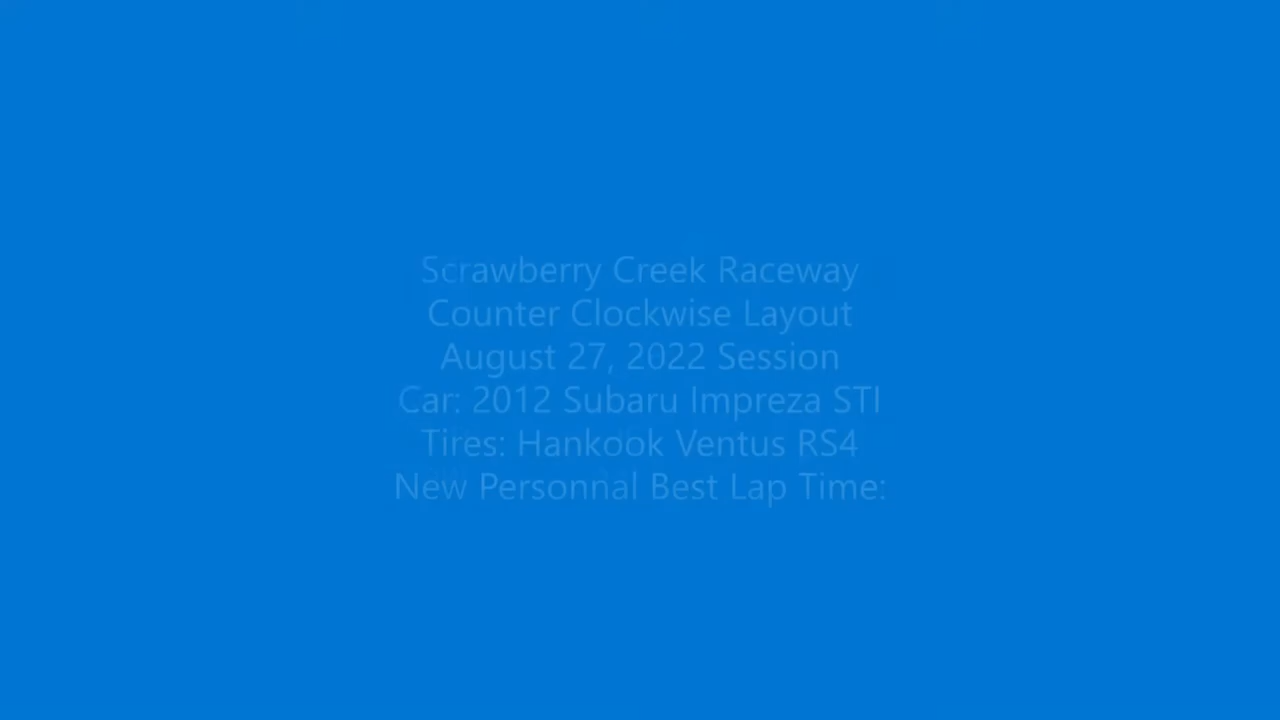 Scrawberry Creek Raceway
Counter Clockwise Layout
August 27, 2022 Session
Car: 2012 Subaru Impreza STI
Tires: Hankook Ventus RS4
New Personnal Best Lap Time: